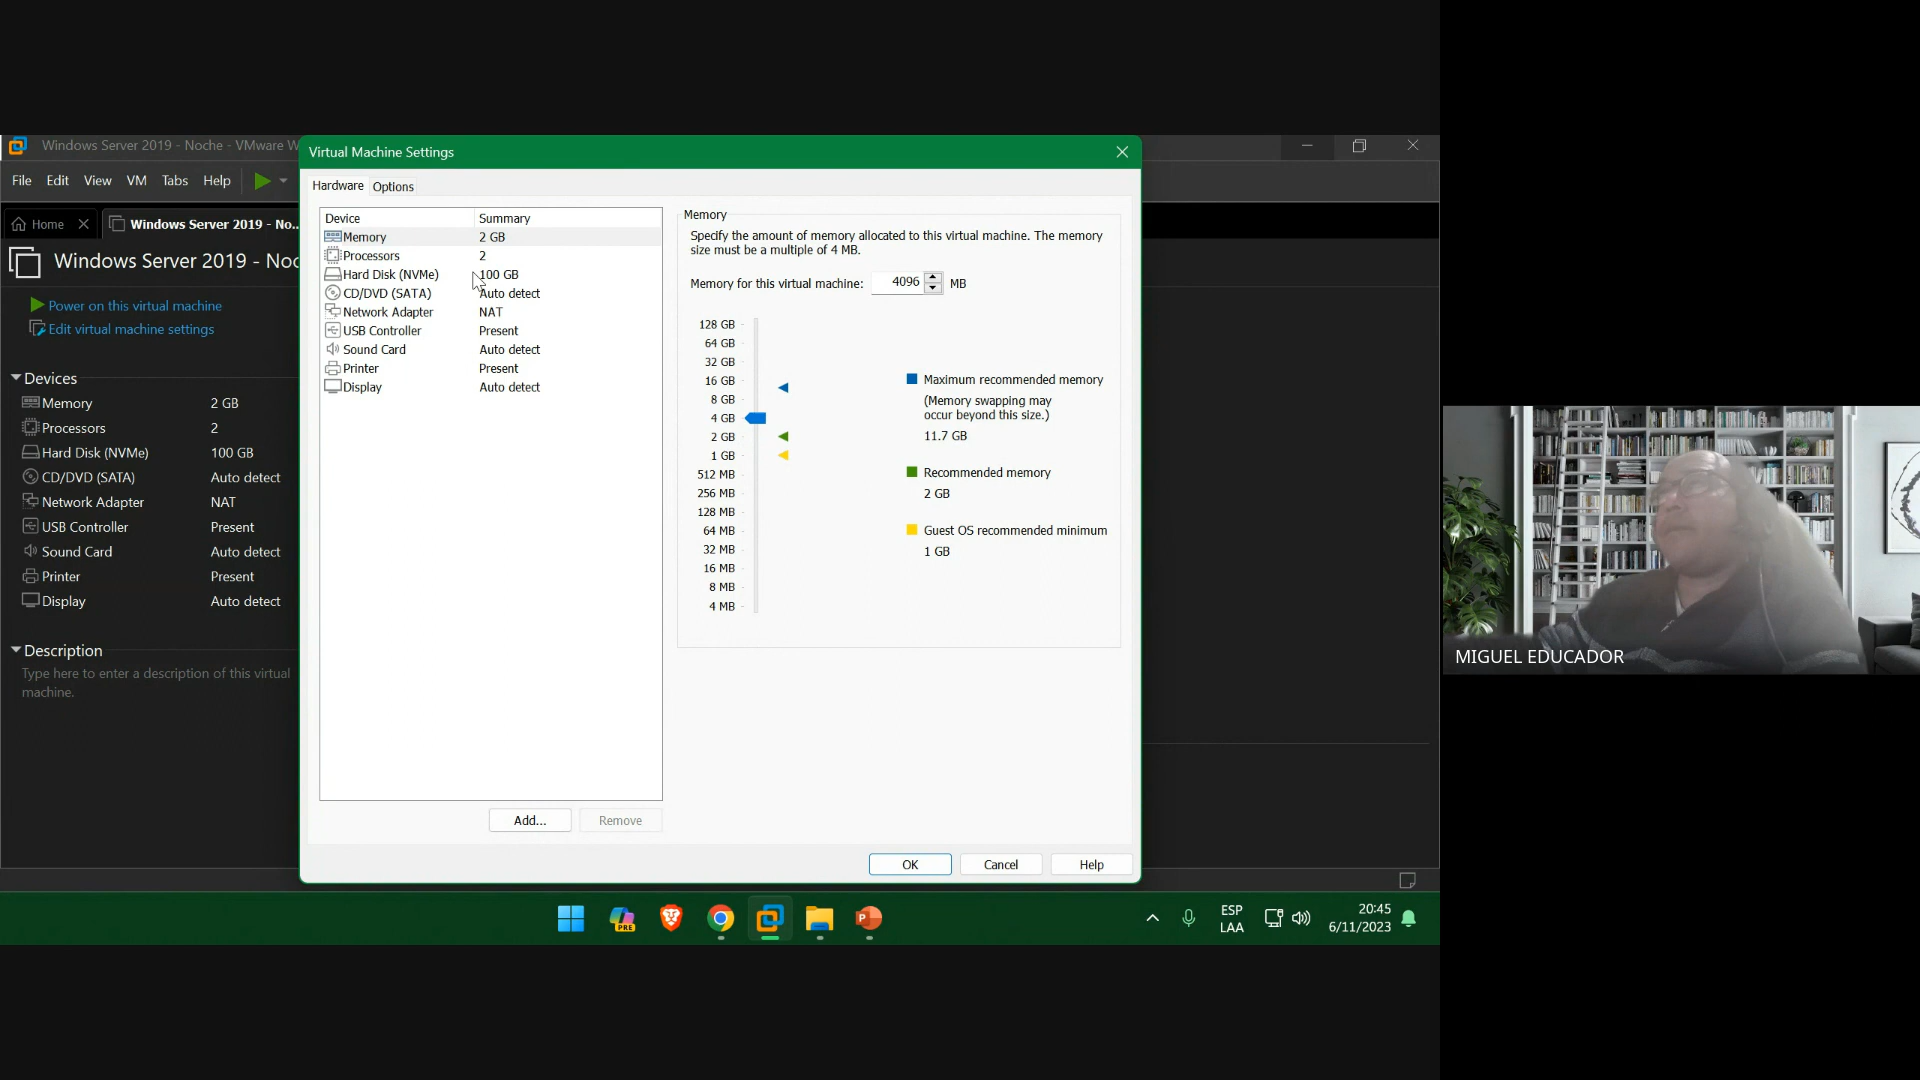 Windows Server 2019 - Noche - VMware W
File Edit View VM Tabs Help
Home
Windows Server 2019 - No...
Windows Server 2019 - Noc
Power on this virtual machine
Edit virtual machine settings
Devices
Memory 2 GB
Processors 2
Hard Disk (NVMe) 100 GB
CD/DVD (SATA) Auto detect
Network Adapter NAT
USB Controller Present
Sound Card Auto detect
Printer Present
Display Auto detect
Description
Type here to enter a description of this virtual
machine.
Virtual Machine Settings
Hardware Options
Device Summary
Memory 2 GB
Processors 2
Hard Disk (NVMe) 100 GB
CD/DVD (SATA) Auto detect
Network Adapter NAT
USB Controller Present
Sound Card Auto detect
Printer Present
Display Auto detect
Add... Remove
Memory
Specify the amount of memory allocated to this virtual machine. The memory
size must be a multiple of 4 MB.
Memory for this virtual machine: 4096 MB
128 GB
64 GB
32 GB
16 GB
8 GB
4 GB
2 GB
1 GB
512 MB
256 MB
128 MB
64 MB
32 MB
16 MB
8 MB
4 MB
Maximum recommended memory
(Memory swapping may
occur beyond this size.)
11.7 GB
Recommended memory
2 GB
Guest OS recommended minimum
1 GB
OK Cancel Help
PRE
ESP
LAA
20:45
6/11/2023
MIGUEL EDUCADOR